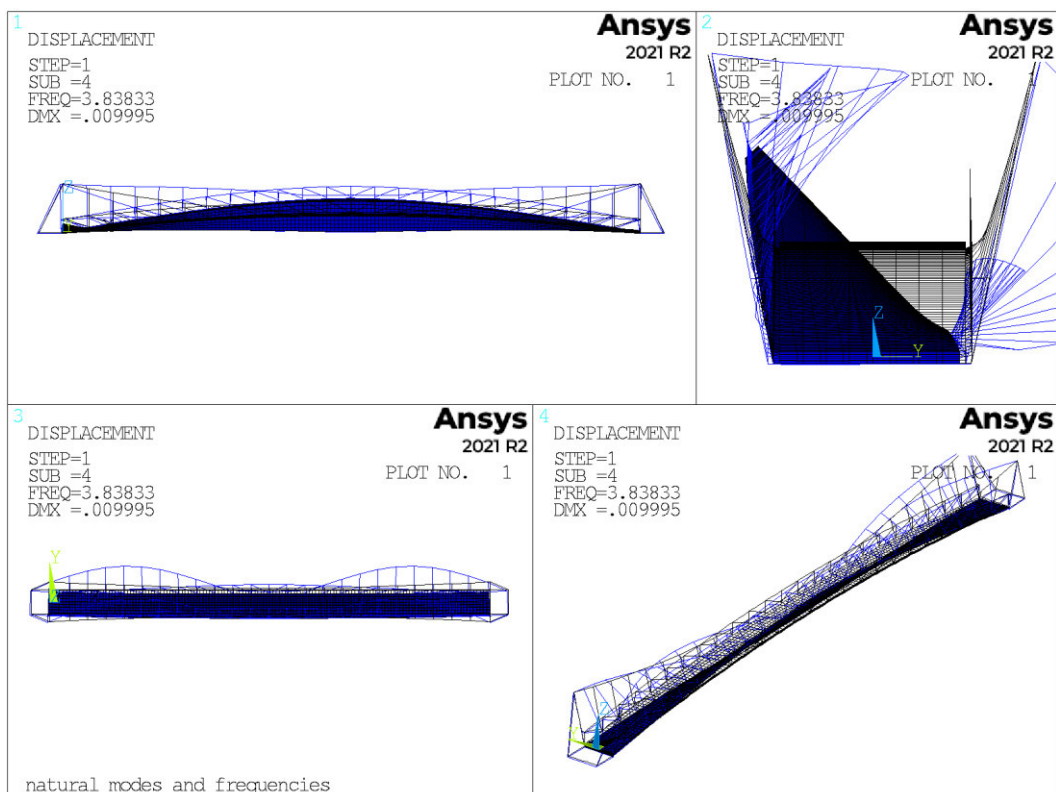 1
Ansys
2021 R2
DISPLACEMENT
STEP=1
SUB =4
FREQ=3.83833
DMX =.009995
PLOT NO. 1
Z
2
Ansys
2021 R2
DISPLACEMENT
STEP=1
SUB =4
FREQ=3.83833
DMX =.009995
PLOT NO. 1
Z
Y
3
Ansys
2021 R2
DISPLACEMENT
STEP=1
SUB =4
FREQ=3.83833
DMX =.009995
PLOT NO. 1
Y
natural modes and frequencies
4
Ansys
2021 R2
DISPLACEMENT
STEP=1
SUB =4
FREQ=3.83833
DMX =.009995
PLOT NO. 1
Z
Y